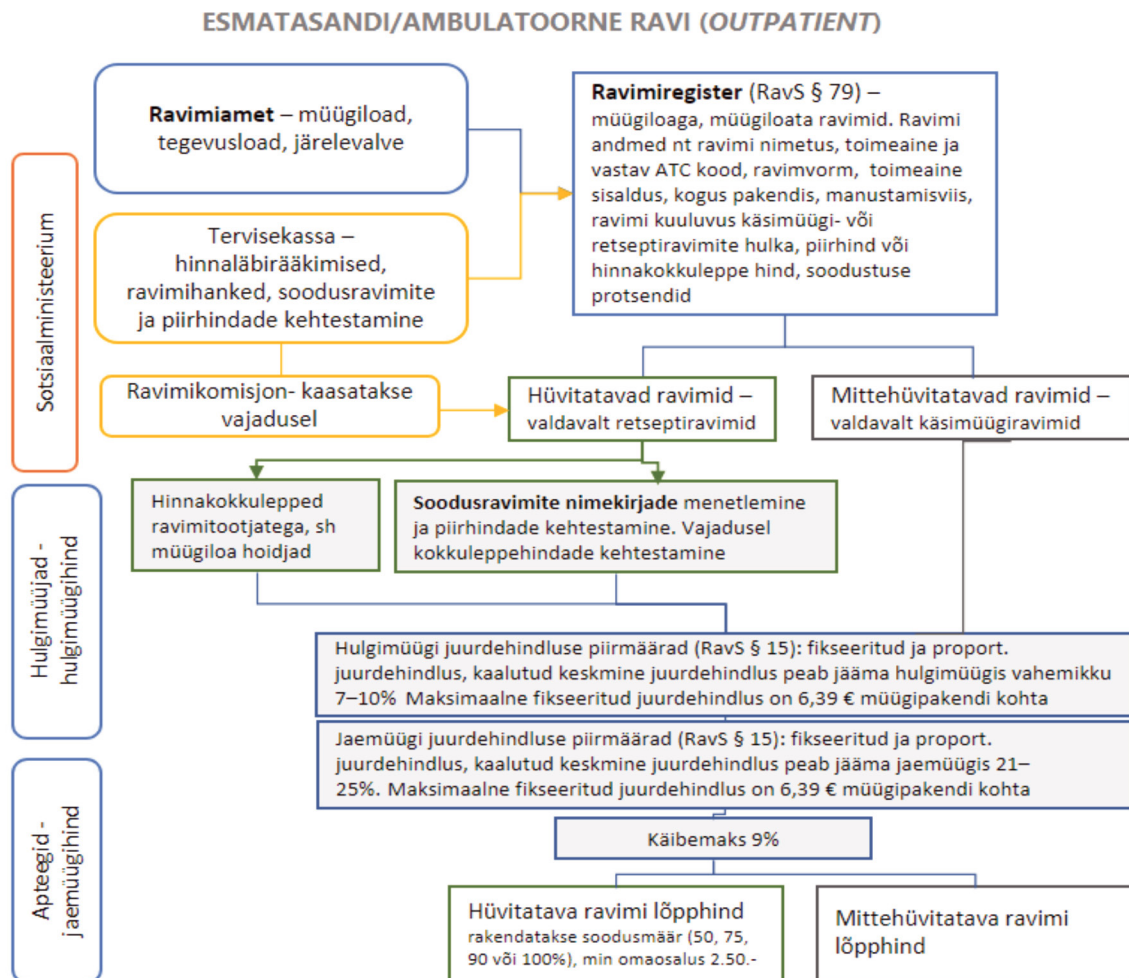 ESMATASANDI/AMBULATOORNE RAVI (OUTPATIENT)
Sotsiaalministeerium
Ravimiamet – müügiload,
tegevusload, järelevalve
Ravimiregister (RavS § 79) –
müügiloaga, müügiloata ravimid. Ravimi
andmed nt ravimi nimetus, toimeaine ja
vastav ATC kood, ravimvorm, toimeaine
sisaldus, kogus pakendis, manustamisviis,
ravimi kuuluvus käsimüügi- või
retseptiravimite hulka, piirhind või
hinnakokkuleppe hind, soodustuse
protsendid
Tervisekassa –
hinnaläbirääkimised,
ravimihanked, soodusravimite
ja piirhindade kehtestamine
Ravimikomisjon- kaasatakse
vajadusel
Hüvitatavad ravimid –
valdavalt retseptiravimid
Mittehüvitatavad ravimid –
valdavalt käsimüügiravimid
Hulgimüüjad -
hulgimüügihind
Hinnakokkulepped
ravimitootjatega, sh
müügiloa hoidjad
Soodusravimite nimekirjade menetlemine
ja piirhindade kehtestamine. Vajadusel
kokkuleppehindade kehtestamine
Hulgimüügi juurdehindluse piirmäärad (RavS § 15): fikseeritud ja proport.
juurdehindlus, kaalutud keskmine juurdehindlus peab jääma hulgimüügis vahemikku
7–10% Maksimaalne fikseeritud juurdehindlus on 6,39 € müügipakendi kohta
Apteegid -
jaemüügihind
Jaemüügi juurdehindluse piirmäärad (RavS § 15): fikseeritud ja proport.
juurdehindlus, kaalutud keskmine juurdehindlus peab jääma jaemüügis 21–
25%. Maksimaalne fikseeritud juurdehindlus on 6,39 € müügipakendi kohta
Käibemaks 9%
Hüvitatava ravimi lõpphind
rakendatakse soodusmäär (50, 75,
90 või 100%), min omaosalus 2.50.-
Mittehüvitatava ravimi
lõpphind